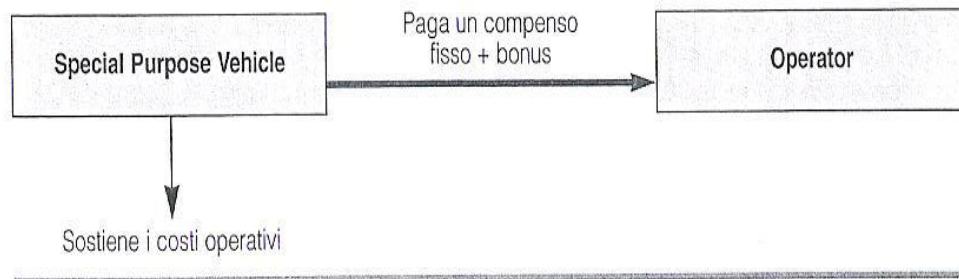 Paga un compenso
fisso + bonus
Special Purpose Vehicle
Operator
Sostiene i costi operativi